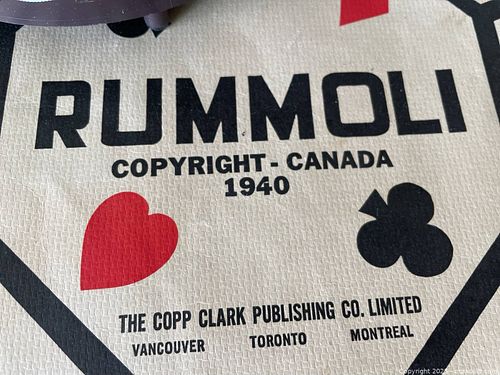 RUMMOLI
COPYRIGHT - CANADA
1940
THE COPP CLARK PUBLISHING CO. LIMITED
VANCOUVER TORONTO MONTREAL